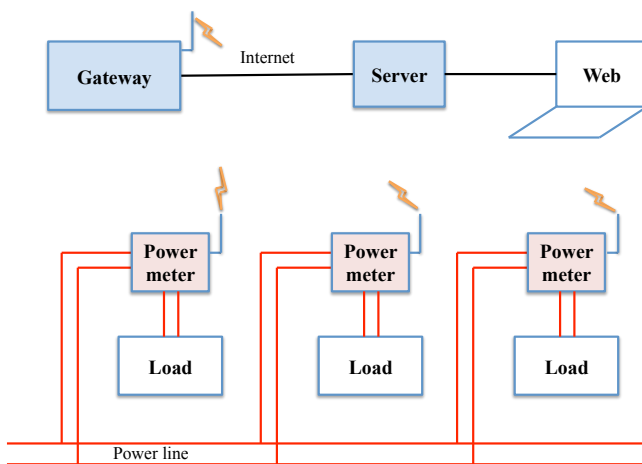 Internet
Gateway
Server
Web
Power
meter
Power
meter
Power
meter
Load
Load
Load
Power line